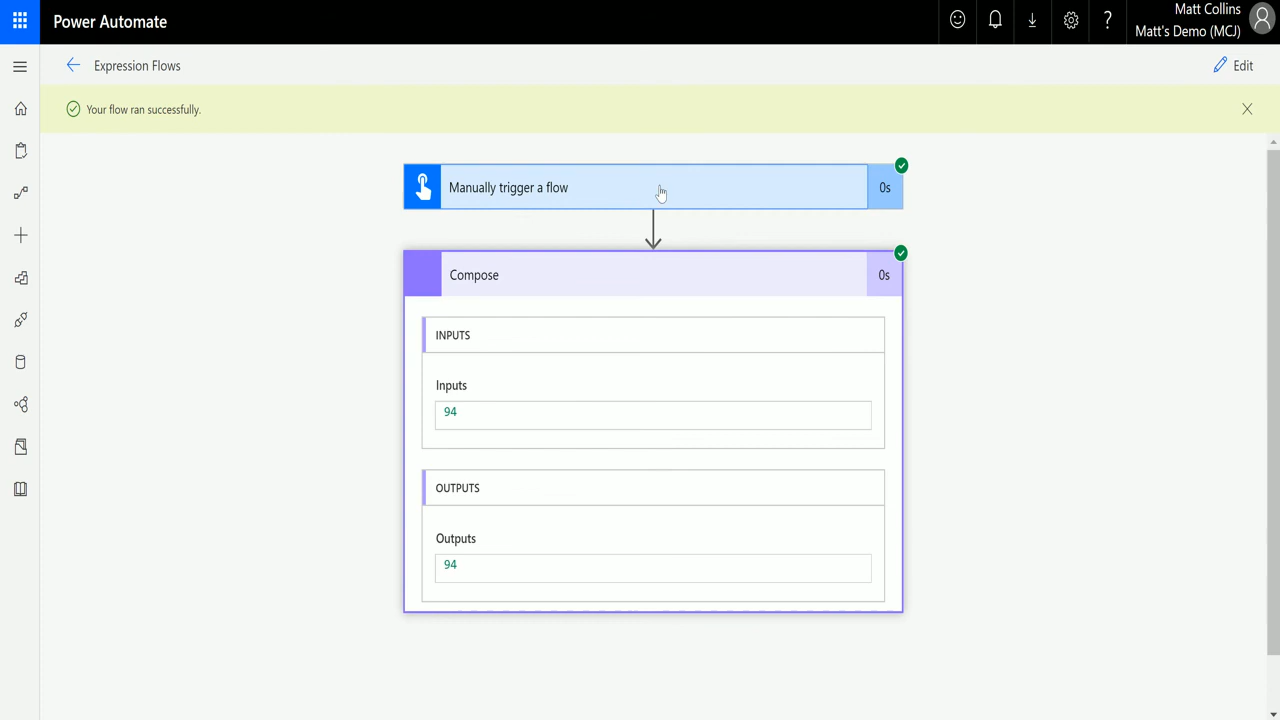 Power Automate
?
Matt Collins
Matt's Demo (MCJ)
Expression Flows
Edit
Your flow ran successfully.
Manually trigger a flow
0s
Compose
0s
INPUTS
Inputs
94
OUTPUTS
Outputs
94